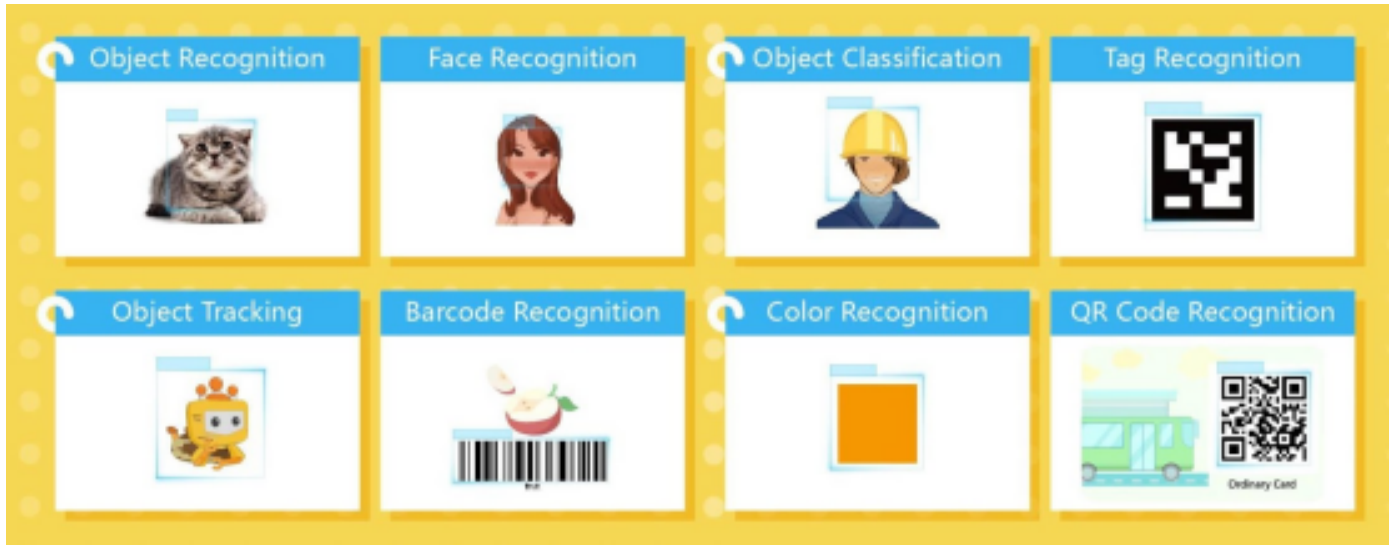 Object Recognition
Face Recognition
Object Classification
Tag Recognition
Object Tracking
Barcode Recognition
Color Recognition
QR Code Recognition
Ordinary Card